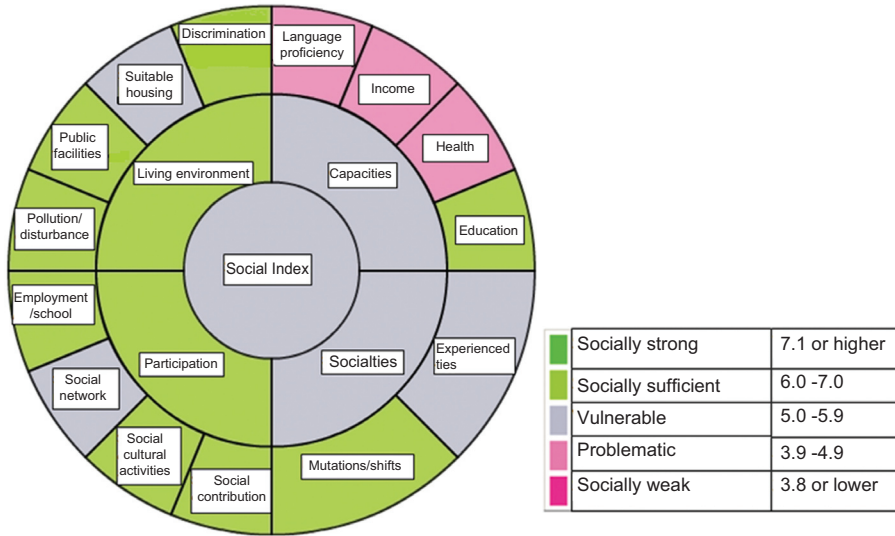 Discrimination
Language
proficiency
Suitable
housing
Income
Public
facilities
Health
Living environment
Capacities
Pollution/
disturbance
Education
Social Index
Employment
/school
Participation
Socialties
Experienced
ties
Social
network
Social
cultural
activities
Social
contribution
Mutations/shifts
Socially strong 7.1 or higher
Socially sufficient 6.0 -7.0
Vulnerable 5.0 -5.9
Problematic 3.9 -4.9
Socially weak 3.8 or lower